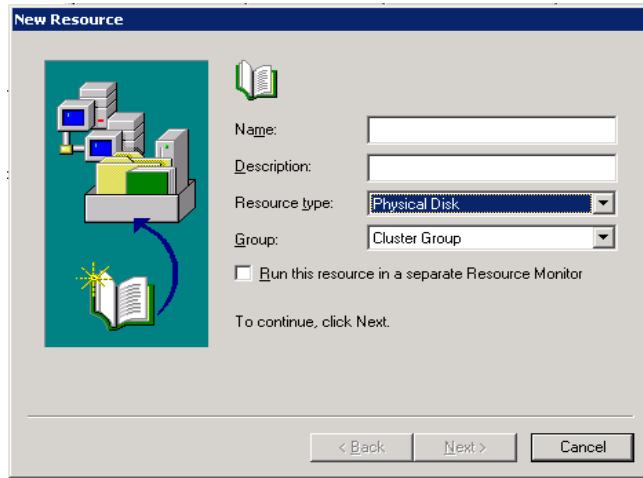 New Resource
Name:
Description:
Resource type: Physical Disk
Group: Cluster Group
Run this resource in a separate Resource Monitor
To continue, click Next.
< Back Next > Cancel